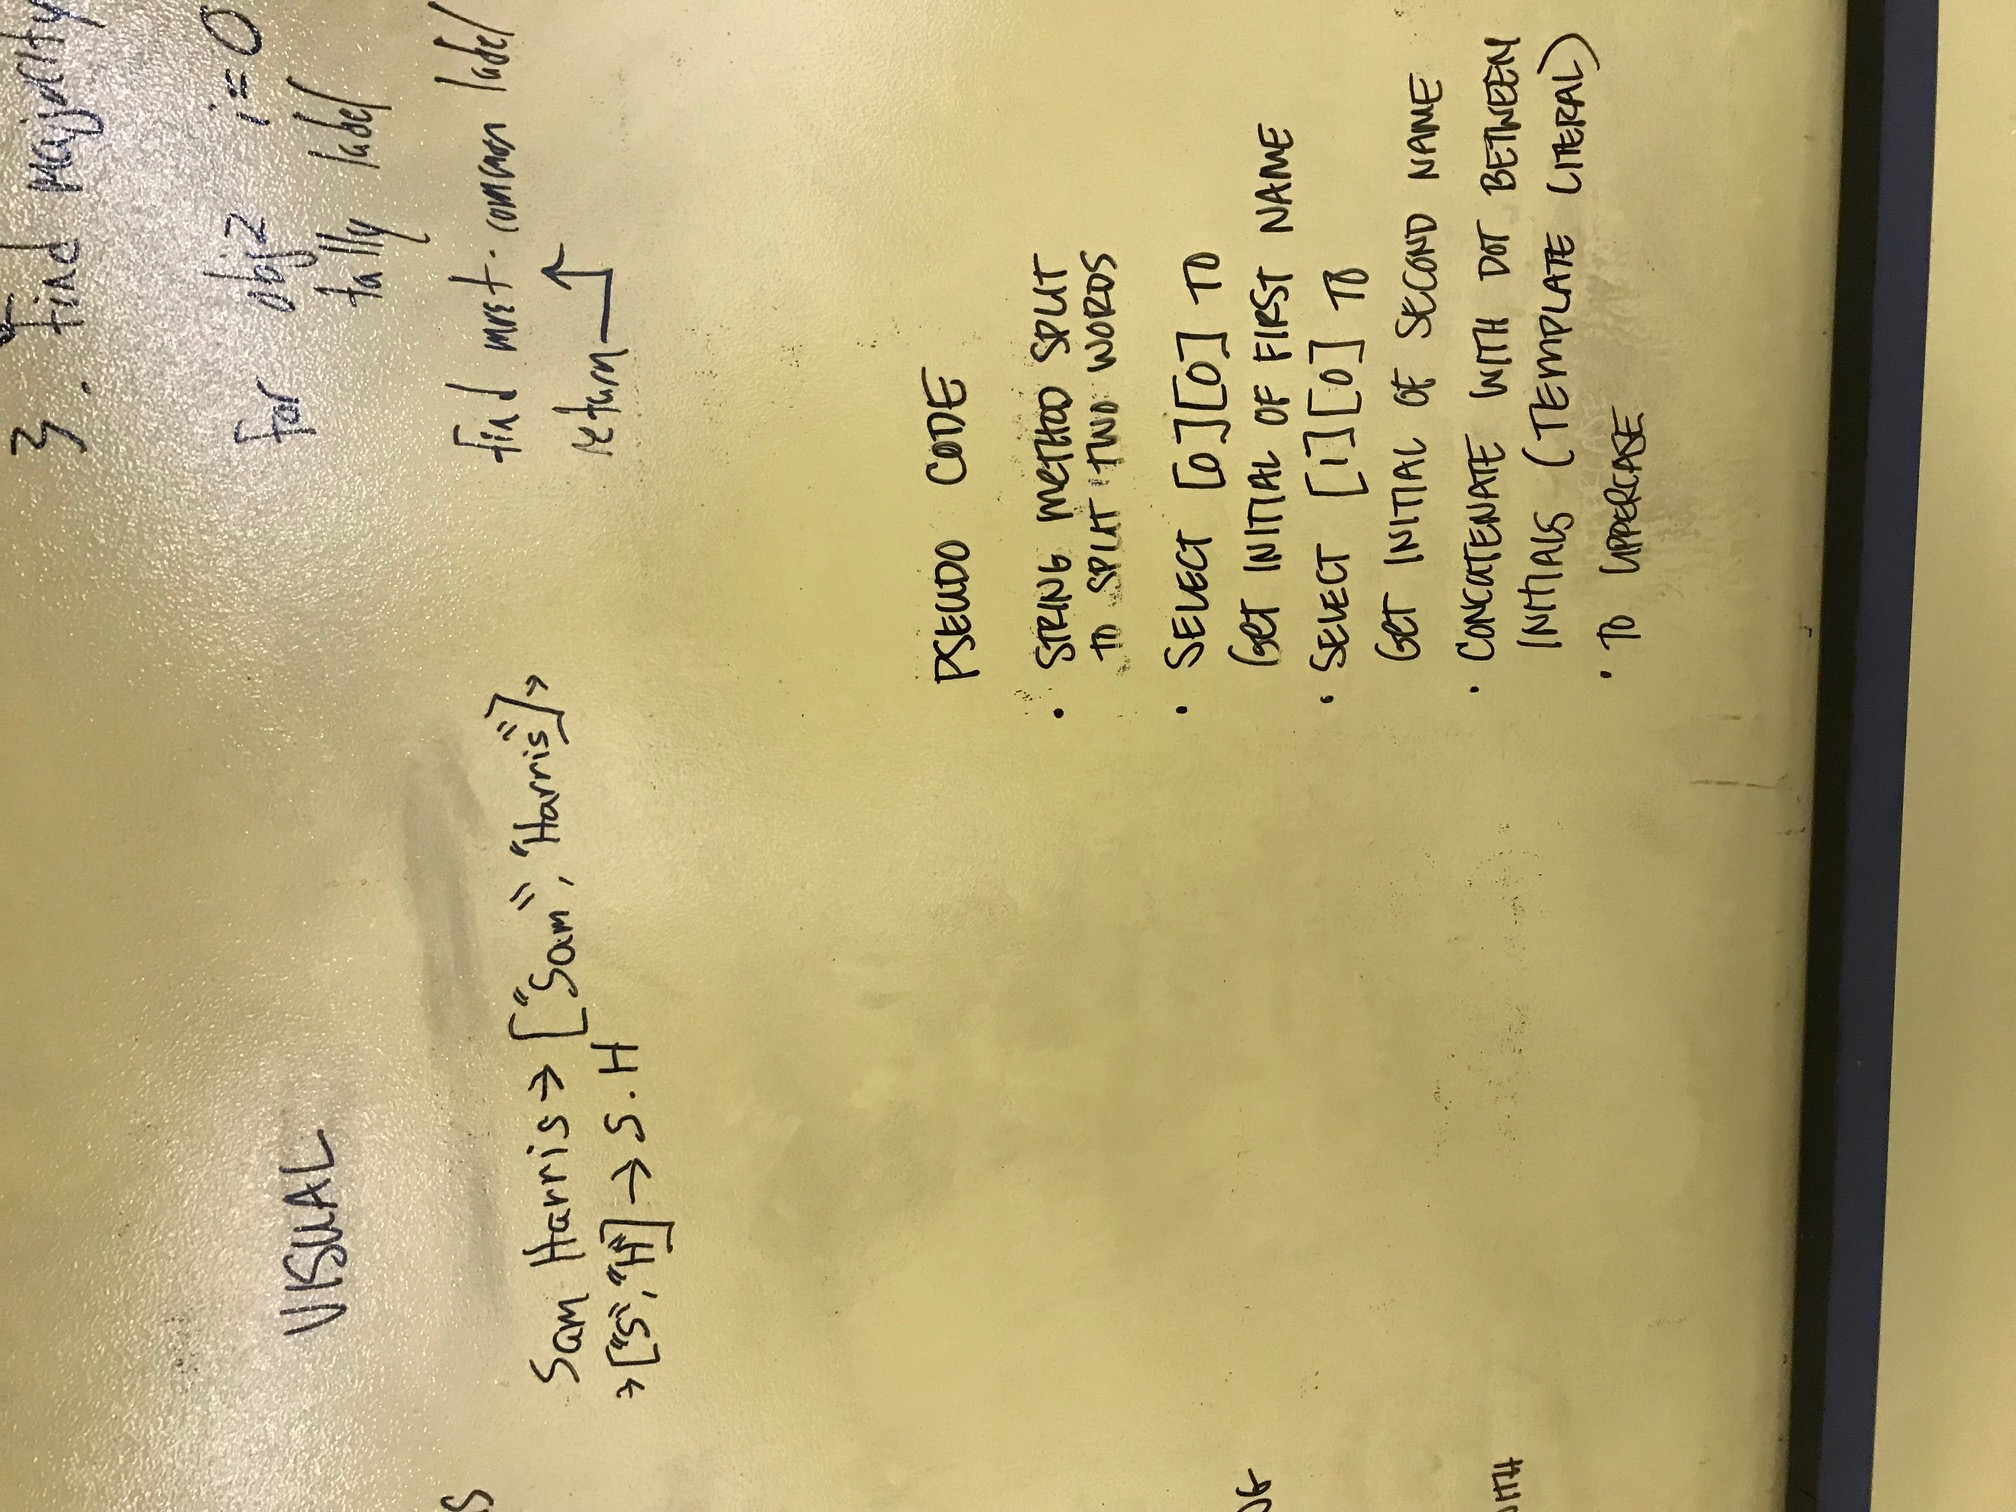 3. Find majority
for obj2 i=0
tally label
find most-common label
return
VISUAL
S
Sam Harris → ["Sam", "Harris"] →
→ ["S", "H"] → S.H
PSEUDO CODE
• STRING METHOD SPLIT
TO SPLIT TWO WORDS
• SELECT [0][0] TO
GET INITIAL OF FIRST NAME
• SELECT [1][0] TO
GET INITIAL OF SECOND NAME
• CONCATENATE WITH DOT BETWEEN
INITIALS (TEMPLATE LITERAL)
• TO UPPERCASE